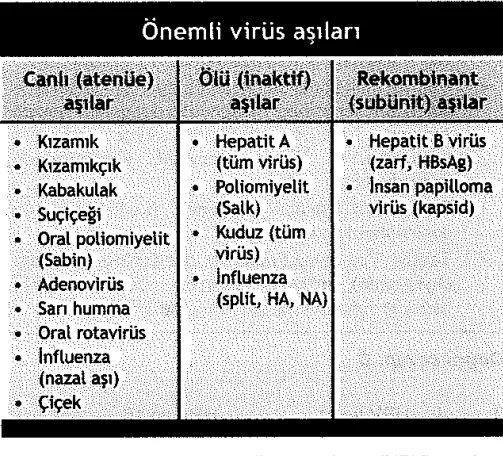 Önemli virüs aşıları
Canlı (atenüe)
aşılar
• Kızamık
• Kızamıkçık
• Kabakulak
• Suçiçeği
• Oral poliomiyelit
(Sabin)
• Adenovirüs
• Sarı humma
• Oral rotavirüs
• İnfluenza
(nazal aşı)
• Çiçek
Ölü (inaktif)
aşılar
• Hepatit A
(tüm virüs)
• Poliomiyelit
(Salk)
• Kuduz (tüm
virüs)
• İnfluenza
(split, HA, NA)
Rekombinant
(subünit) aşılar
• Hepatit B virüs
(zarf, HBsAg)
• İnsan papilloma
virüs (kapsid)